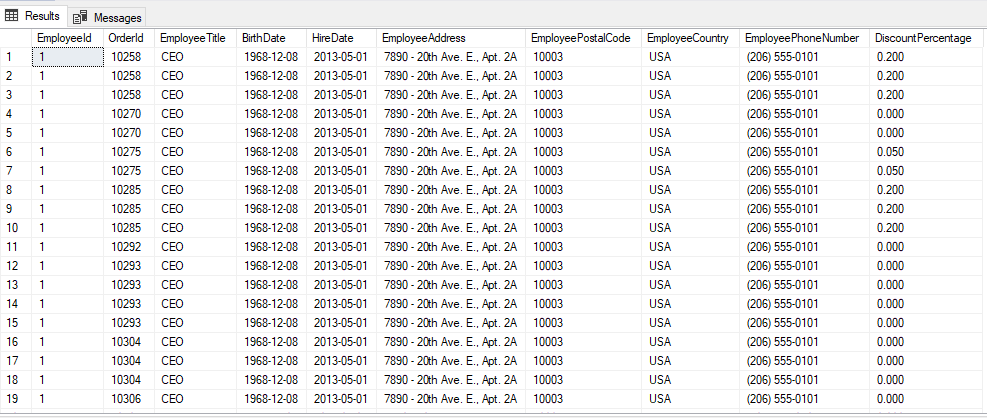 Results Messages
EmployeeId OrderId EmployeeTitle BirthDate HireDate EmployeeAddress EmployeePostalCode EmployeeCountry EmployeePhoneNumber DiscountPercentage
1 1 10258 CEO 1968-12-08 2013-05-01 7890 - 20th Ave. E., Apt. 2A 10003 USA (206) 555-0101 0.200
2 1 10258 CEO 1968-12-08 2013-05-01 7890 - 20th Ave. E., Apt. 2A 10003 USA (206) 555-0101 0.200
3 1 10258 CEO 1968-12-08 2013-05-01 7890 - 20th Ave. E., Apt. 2A 10003 USA (206) 555-0101 0.200
4 1 10270 CEO 1968-12-08 2013-05-01 7890 - 20th Ave. E., Apt. 2A 10003 USA (206) 555-0101 0.000
5 1 10270 CEO 1968-12-08 2013-05-01 7890 - 20th Ave. E., Apt. 2A 10003 USA (206) 555-0101 0.000
6 1 10275 CEO 1968-12-08 2013-05-01 7890 - 20th Ave. E., Apt. 2A 10003 USA (206) 555-0101 0.050
7 1 10275 CEO 1968-12-08 2013-05-01 7890 - 20th Ave. E., Apt. 2A 10003 USA (206) 555-0101 0.050
8 1 10285 CEO 1968-12-08 2013-05-01 7890 - 20th Ave. E., Apt. 2A 10003 USA (206) 555-0101 0.200
9 1 10285 CEO 1968-12-08 2013-05-01 7890 - 20th Ave. E., Apt. 2A 10003 USA (206) 555-0101 0.200
10 1 10285 CEO 1968-12-08 2013-05-01 7890 - 20th Ave. E., Apt. 2A 10003 USA (206) 555-0101 0.200
11 1 10292 CEO 1968-12-08 2013-05-01 7890 - 20th Ave. E., Apt. 2A 10003 USA (206) 555-0101 0.000
12 1 10293 CEO 1968-12-08 2013-05-01 7890 - 20th Ave. E., Apt. 2A 10003 USA (206) 555-0101 0.000
13 1 10293 CEO 1968-12-08 2013-05-01 7890 - 20th Ave. E., Apt. 2A 10003 USA (206) 555-0101 0.000
14 1 10293 CEO 1968-12-08 2013-05-01 7890 - 20th Ave. E., Apt. 2A 10003 USA (206) 555-0101 0.000
15 1 10293 CEO 1968-12-08 2013-05-01 7890 - 20th Ave. E., Apt. 2A 10003 USA (206) 555-0101 0.000
16 1 10304 CEO 1968-12-08 2013-05-01 7890 - 20th Ave. E., Apt. 2A 10003 USA (206) 555-0101 0.000
17 1 10304 CEO 1968-12-08 2013-05-01 7890 - 20th Ave. E., Apt. 2A 10003 USA (206) 555-0101 0.000
18 1 10304 CEO 1968-12-08 2013-05-01 7890 - 20th Ave. E., Apt. 2A 10003 USA (206) 555-0101 0.000
19 1 10306 CEO 1968-12-08 2013-05-01 7890 - 20th Ave. E., Apt. 2A 10003 USA (206) 555-0101 0.000